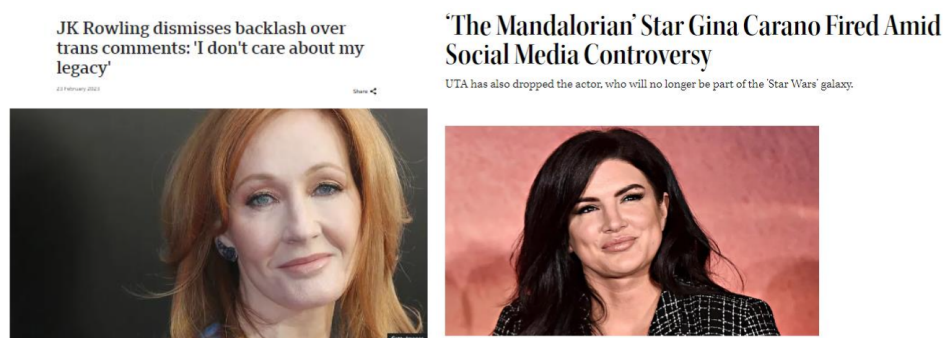 JK Rowling dismisses backlash over
trans comments: 'I don't care about my
legacy'
23 February 2023
Share
‘The Mandalorian’ Star Gina Carano Fired Amid
Social Media Controversy
UTA has also dropped the actor, who will no longer be part of the 'Star Wars' galaxy.